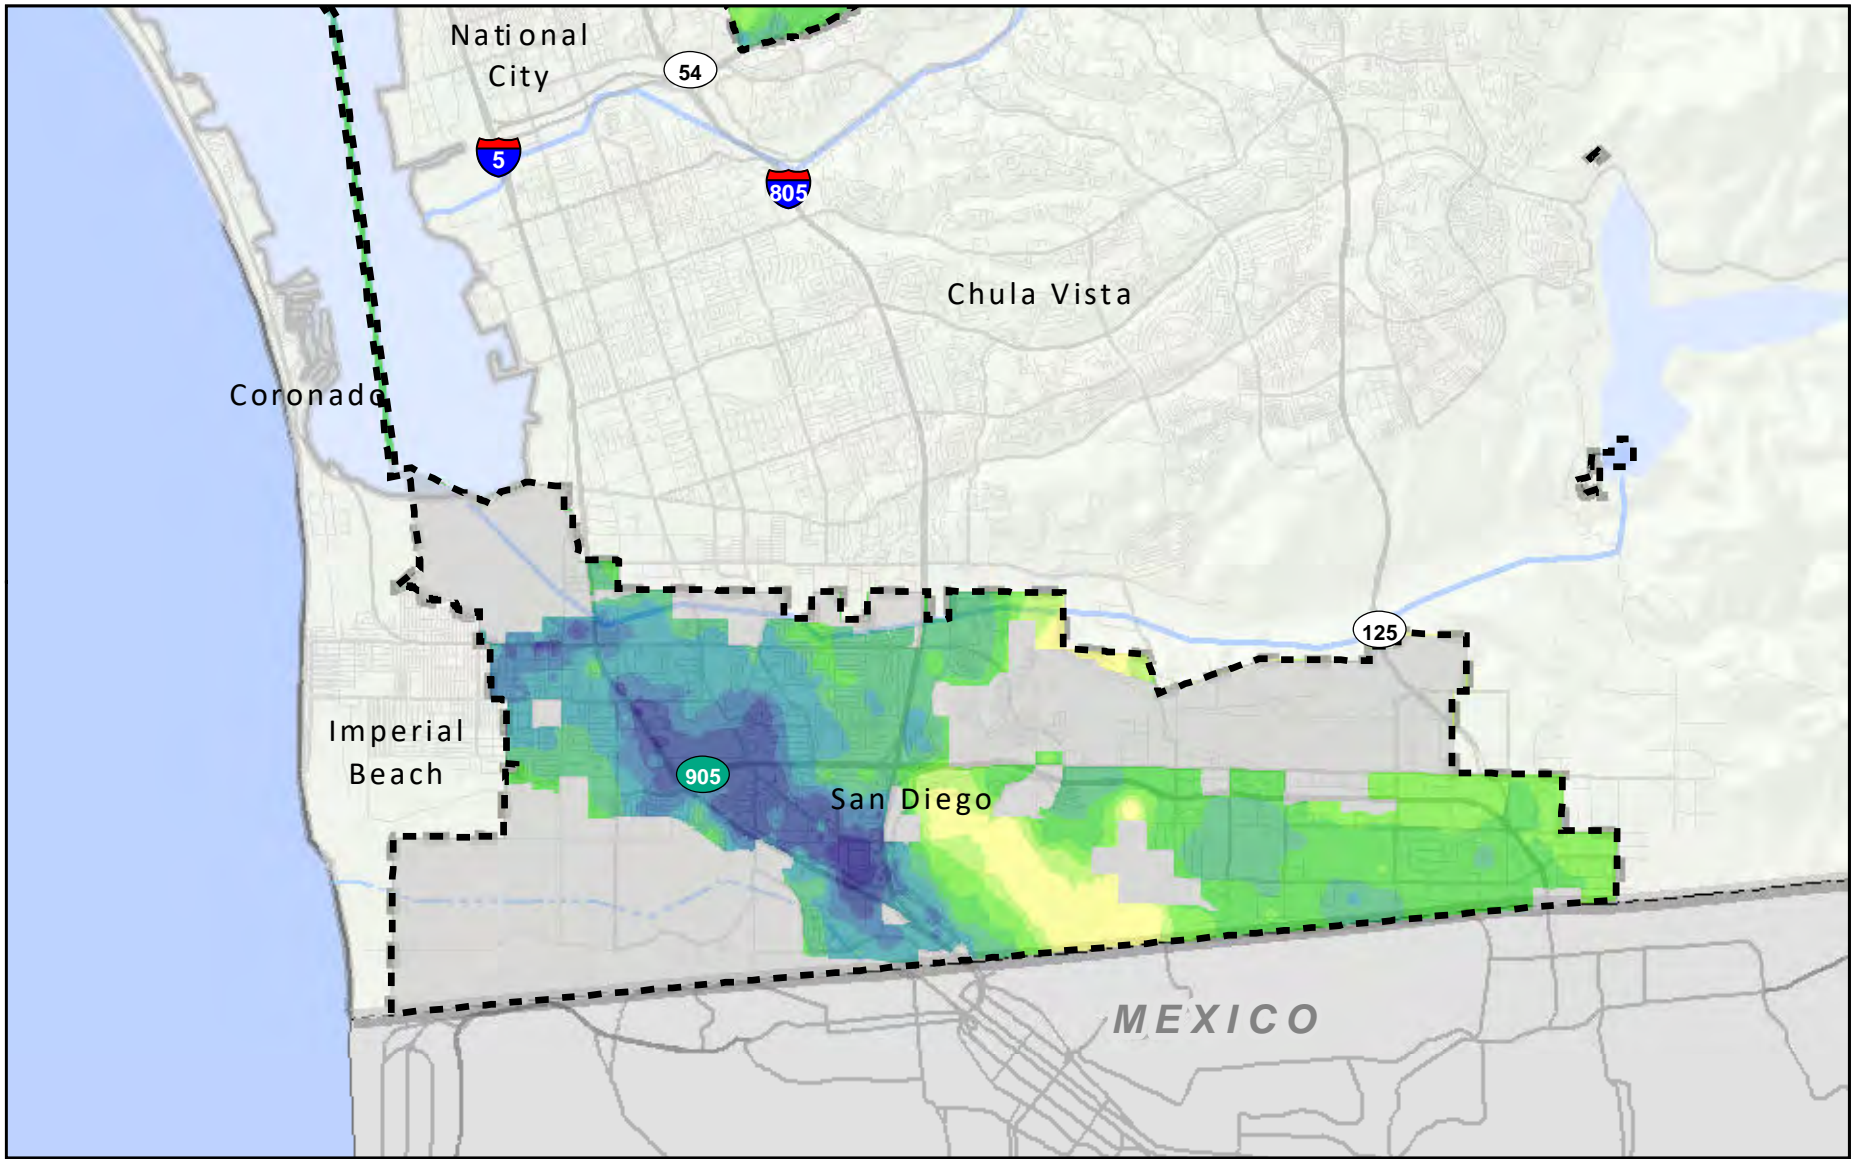 National
City
54
5
805
Chula Vista
Coronado
125
Imperial
Beach
905
San Diego
MEXICO